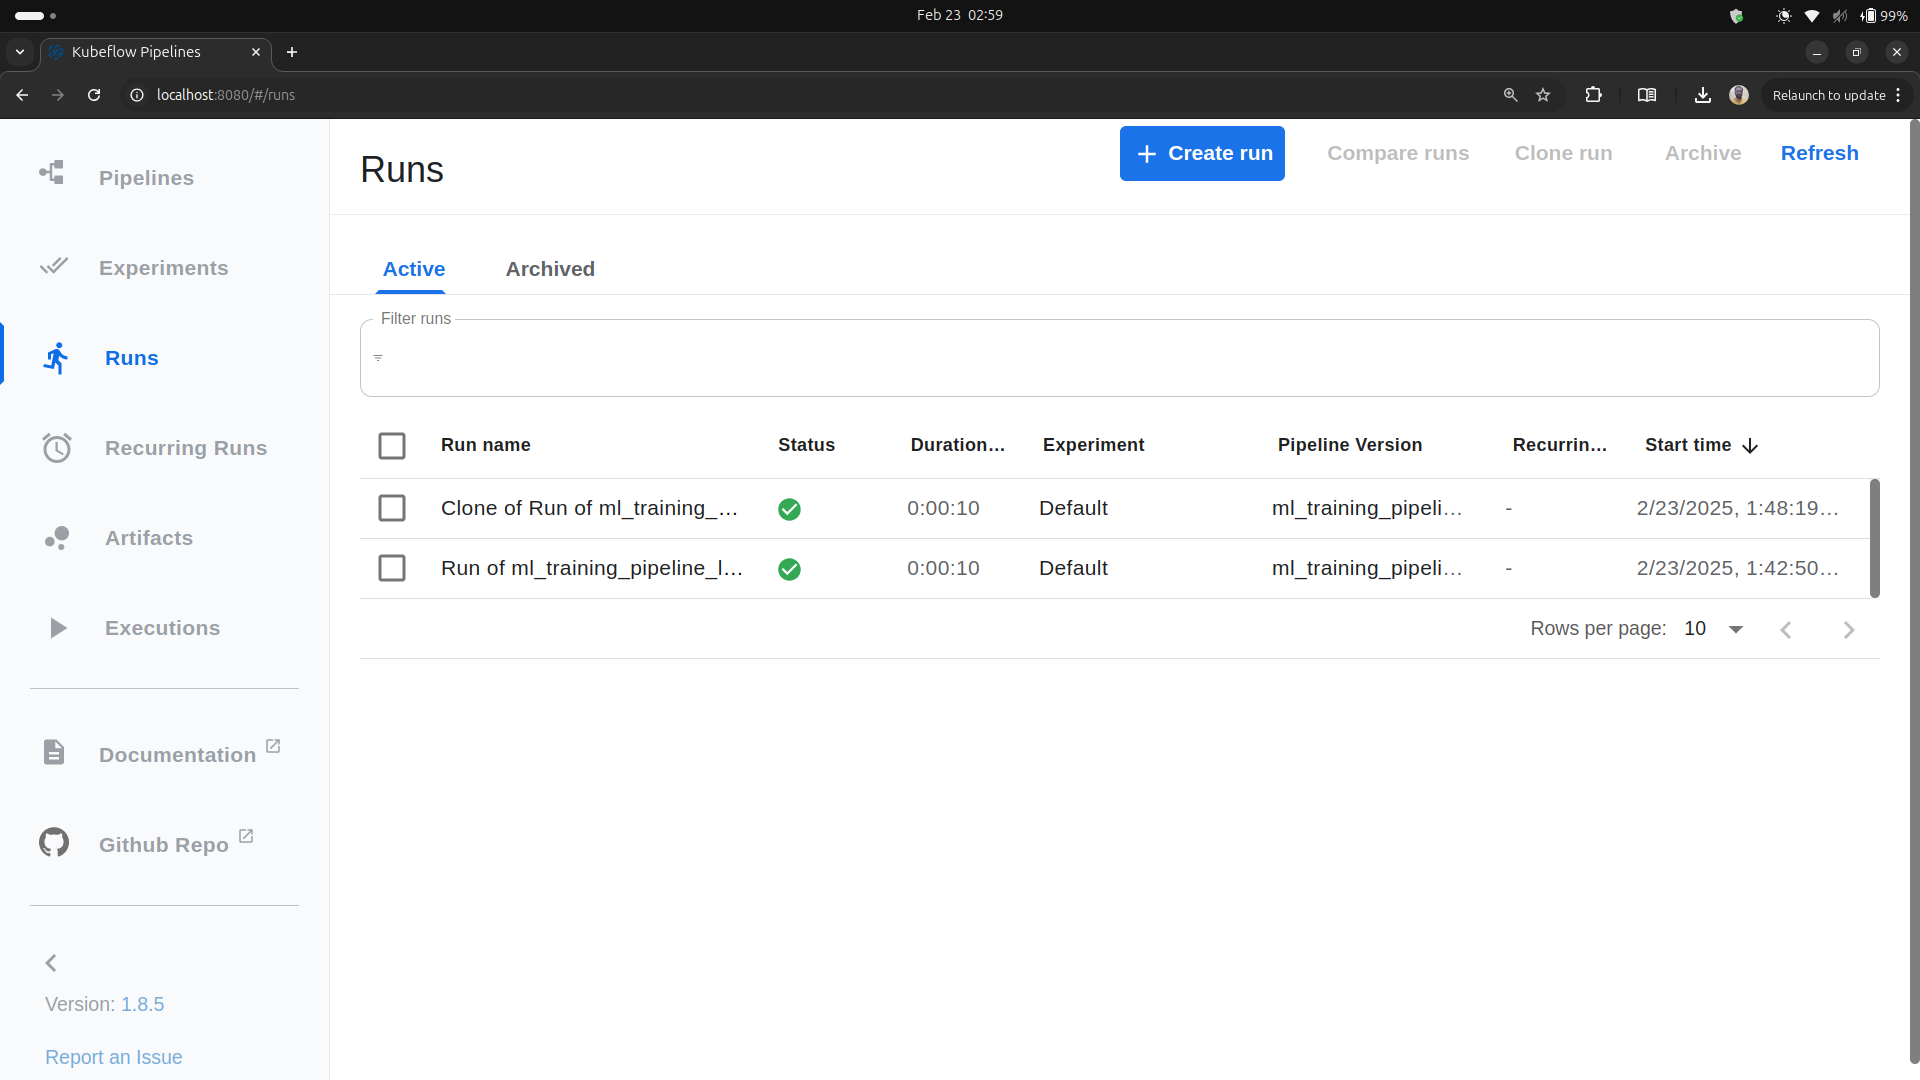 Feb 23 02:59
99%
Kubeflow Pipelines
localhost:8080/#/runs
Relaunch to update
Pipelines
Experiments
Runs
Recurring Runs
Artifacts
Executions
Documentation
Github Repo
Version: 1.8.5
Report an Issue
Runs
Create run
Compare runs
Clone run
Archive
Refresh
Active
Archived
Filter runs
Run name Status Duration… Experiment Pipeline Version Recurrin… Start time
Clone of Run of ml_training_… 0:00:10 Default ml_training_pipeli… - 2/23/2025, 1:48:19…
Run of ml_training_pipeline_l… 0:00:10 Default ml_training_pipeli… - 2/23/2025, 1:42:50…
Rows per page: 10